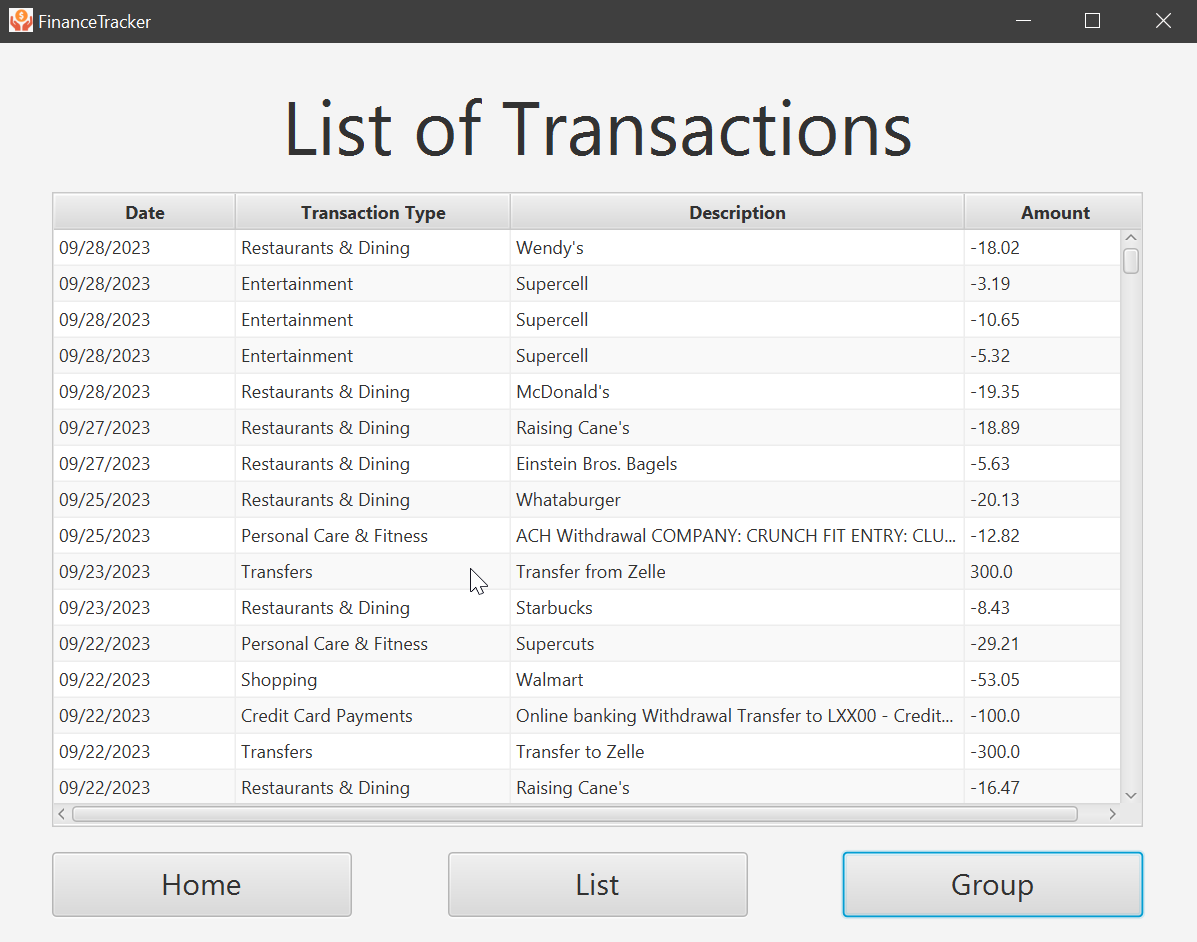 FinanceTracker
List of Transactions
Date Transaction Type Description Amount
09/28/2023 Restaurants & Dining Wendy's -18.02
09/28/2023 Entertainment Supercell -3.19
09/28/2023 Entertainment Supercell -10.65
09/28/2023 Entertainment Supercell -5.32
09/28/2023 Restaurants & Dining McDonald's -19.35
09/27/2023 Restaurants & Dining Raising Cane's -18.89
09/27/2023 Restaurants & Dining Einstein Bros. Bagels -5.63
09/25/2023 Restaurants & Dining Whataburger -20.13
09/25/2023 Personal Care & Fitness ACH Withdrawal COMPANY: CRUNCH FIT ENTRY: CLU... -12.82
09/23/2023 Transfers Transfer from Zelle 300.0
09/23/2023 Restaurants & Dining Starbucks -8.43
09/22/2023 Personal Care & Fitness Supercuts -29.21
09/22/2023 Shopping Walmart -53.05
09/22/2023 Credit Card Payments Online banking Withdrawal Transfer to LXX00 - Credit... -100.0
09/22/2023 Transfers Transfer to Zelle -300.0
09/22/2023 Restaurants & Dining Raising Cane's -16.47
Home List Group